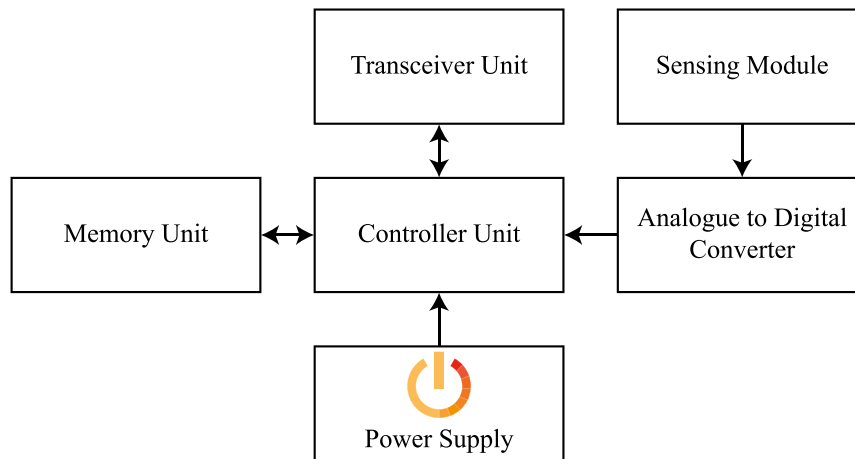 Transceiver Unit
Sensing Module
Memory Unit
Controller Unit
Analogue to Digital
Converter
Power Supply